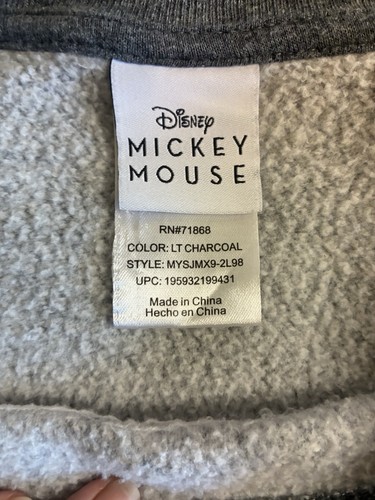 Disney
MICKEY
MOUSE
RN#71868
COLOR: LT CHARCOAL
STYLE: MYSJMX9-2L98
UPC: 195932199431
Made in China
Hecho en China